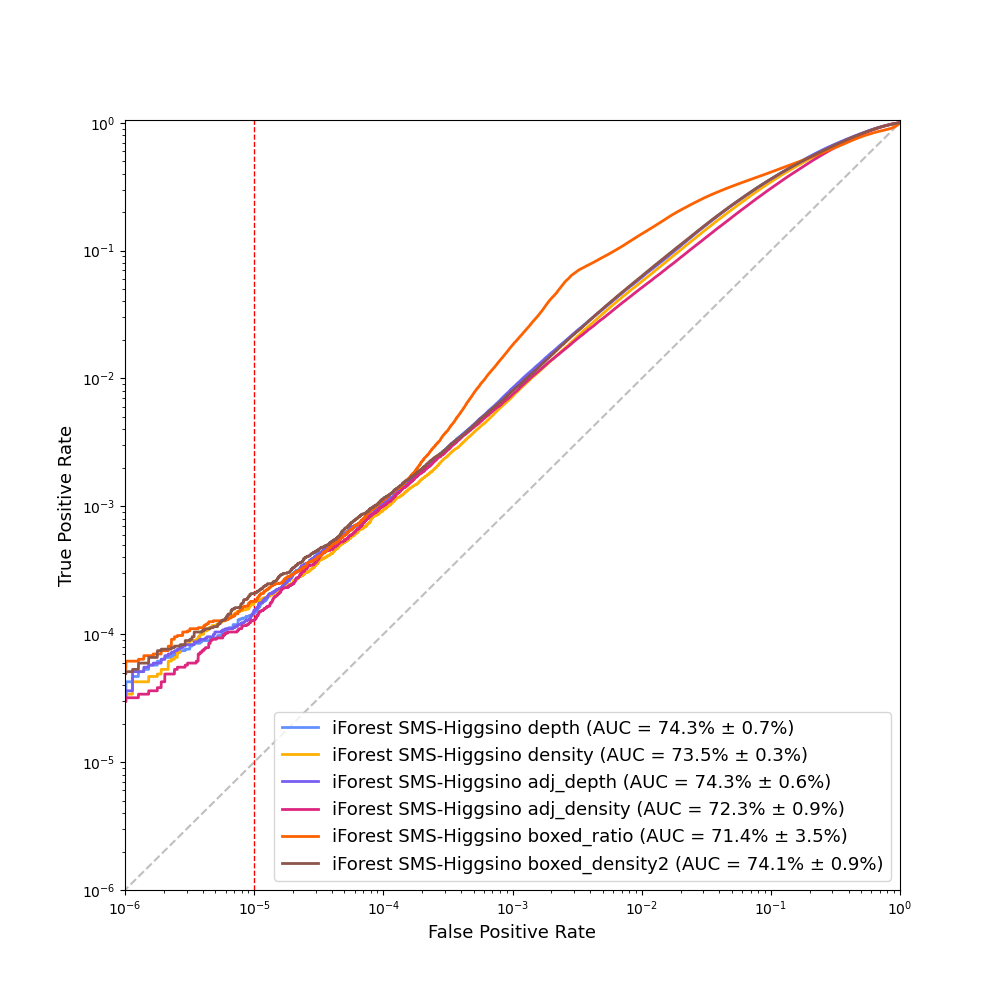 True Positive Rate
10⁰
10⁻¹
10⁻²
10⁻³
10⁻⁴
10⁻⁵
10⁻⁶
iForest SMS-Higgsino depth (AUC = 74.3% ± 0.7%)
iForest SMS-Higgsino density (AUC = 73.5% ± 0.3%)
iForest SMS-Higgsino adj_depth (AUC = 74.3% ± 0.6%)
iForest SMS-Higgsino adj_density (AUC = 72.3% ± 0.9%)
iForest SMS-Higgsino boxed_ratio (AUC = 71.4% ± 3.5%)
iForest SMS-Higgsino boxed_density2 (AUC = 74.1% ± 0.9%)
10⁻⁶ 10⁻⁵ 10⁻⁴ 10⁻³ 10⁻² 10⁻¹ 10⁰
False Positive Rate